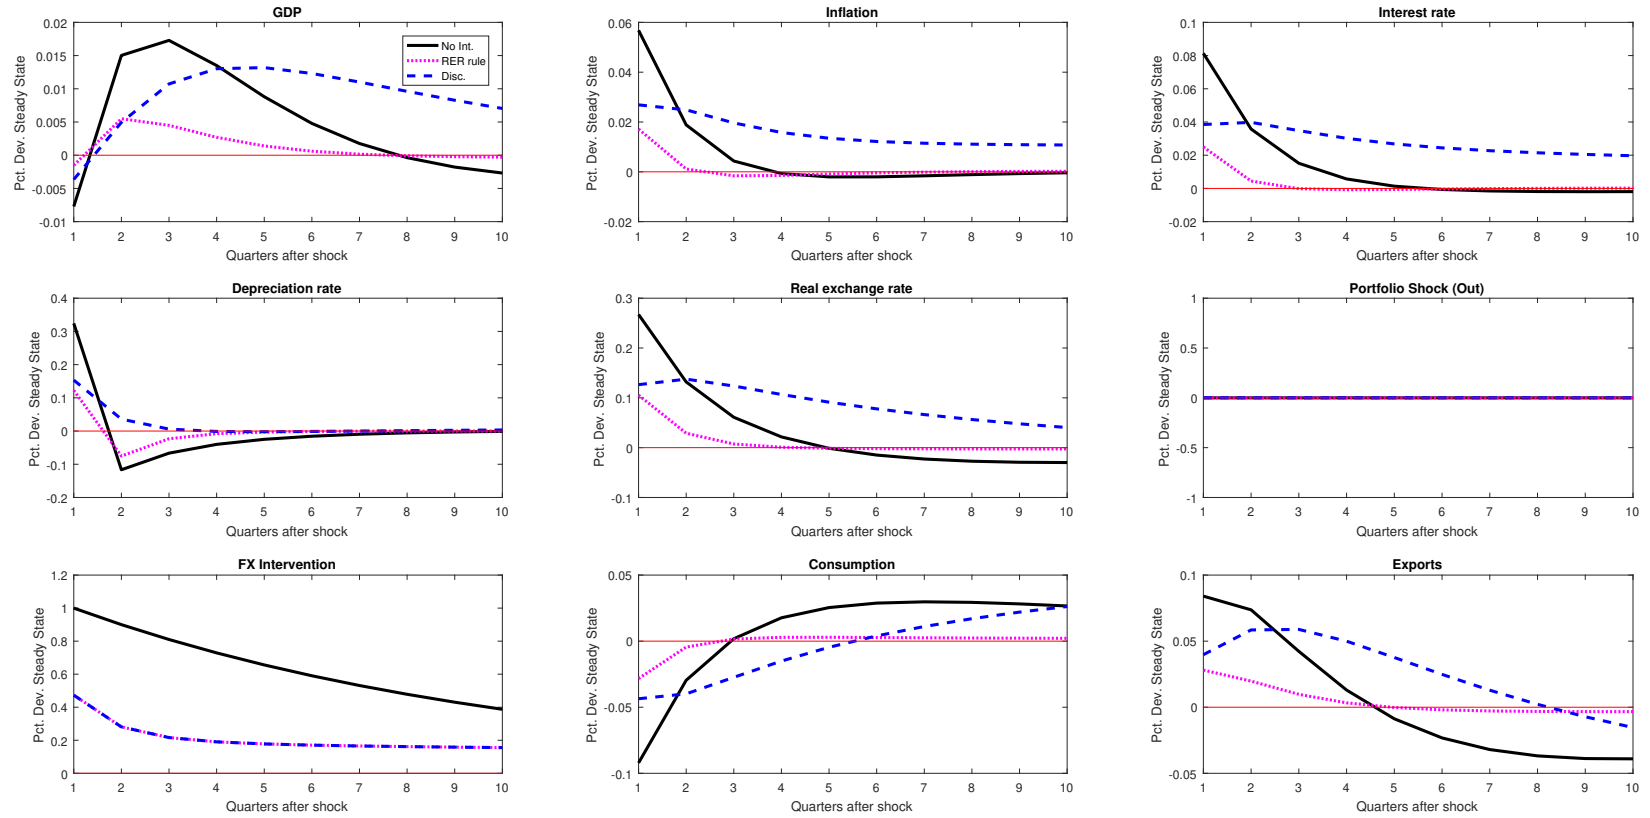 GDP
Pct. Dev. Steady State
0.02
0.015
0.01
0.005
0
-0.005
-0.01
No Int.
RER rule
Disc.
1 2 3 4 5 6 7 8 9 10
Quarters after shock
Inflation
Pct. Dev. Steady State
0.06
0.04
0.02
0
-0.02
1 2 3 4 5 6 7 8 9 10
Quarters after shock
Interest rate
Pct. Dev. Steady State
0.1
0.08
0.06
0.04
0.02
0
-0.02
1 2 3 4 5 6 7 8 9 10
Quarters after shock
Depreciation rate
Pct. Dev. Steady State
0.4
0.3
0.2
0.1
0
-0.1
-0.2
1 2 3 4 5 6 7 8 9 10
Quarters after shock
Real exchange rate
Pct. Dev. Steady State
0.3
0.2
0.1
0
-0.1
1 2 3 4 5 6 7 8 9 10
Quarters after shock
Portfolio Shock (Out)
Pct. Dev. Steady State
1
0.5
0
-0.5
-1
1 2 3 4 5 6 7 8 9 10
Quarters after shock
FX Intervention
Pct. Dev. Steady State
1.2
1
0.8
0.6
0.4
0.2
0
1 2 3 4 5 6 7 8 9 10
Quarters after shock
Consumption
Pct. Dev. Steady State
0.05
0
-0.05
-0.1
1 2 3 4 5 6 7 8 9 10
Quarters after shock
Exports
Pct. Dev. Steady State
0.1
0.05
0
-0.05
1 2 3 4 5 6 7 8 9 10
Quarters after shock